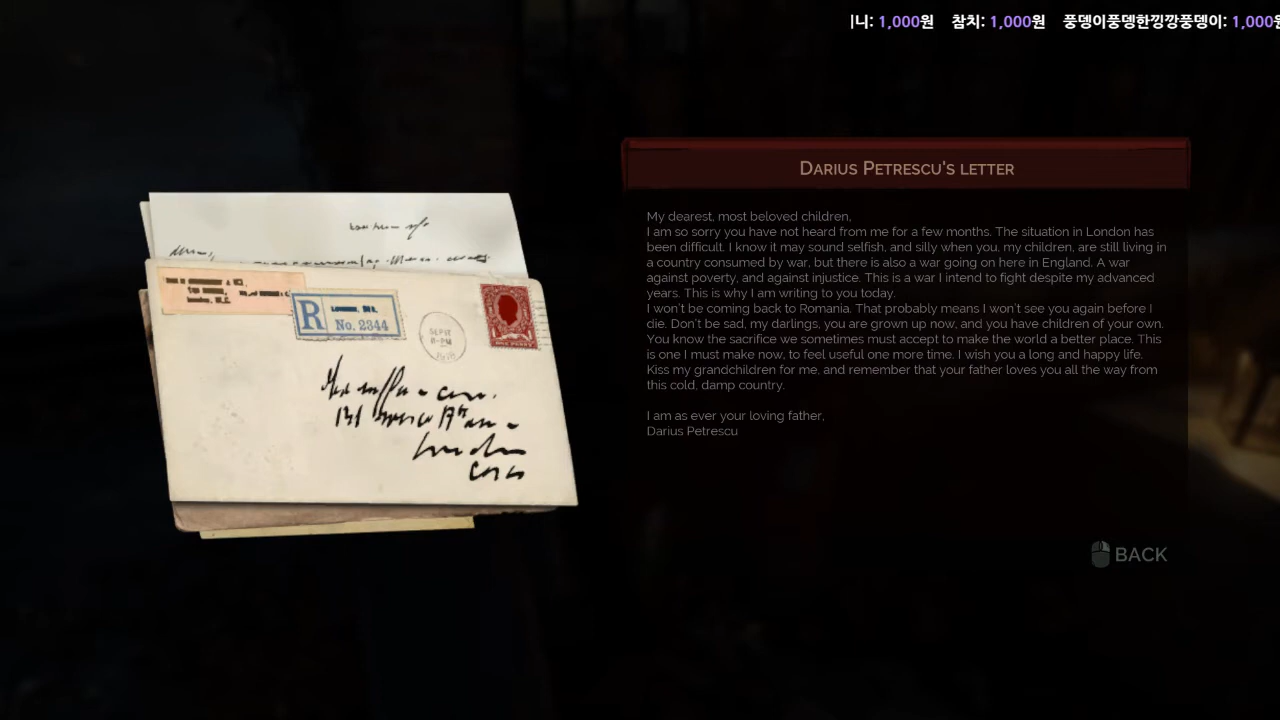 니: 1,000원 참치: 1,000원 풍뎅이풍뎅한낑깡풍뎅이: 1,000원
DARIUS PETRESCU'S LETTER
My dearest, most beloved children,
I am so sorry you have not heard from me for a few months. The situation in London has
been difficult. I know it may sound selfish, and silly when you, my children, are still living in
a country consumed by war, but there is also a war going on here in England. A war
against poverty, and against injustice. This is a war I intend to fight despite my advanced
years. This is why I am writing to you today.
I won't be coming back to Romania. That probably means I won't see you again before I
die. Don't be sad, my darlings, you are grown up now, and you have children of your own.
You know the sacrifice we sometimes must accept to make the world a better place. This
is one I must make now, to feel useful one more time. I wish you a long and happy life.
Kiss my grandchildren for me, and remember that your father loves you all the way from
this cold, damp country.
I am as ever your loving father,
Darius Petrescu
R
No. 2344
SEP 17
ONE PENNY
London
BACK